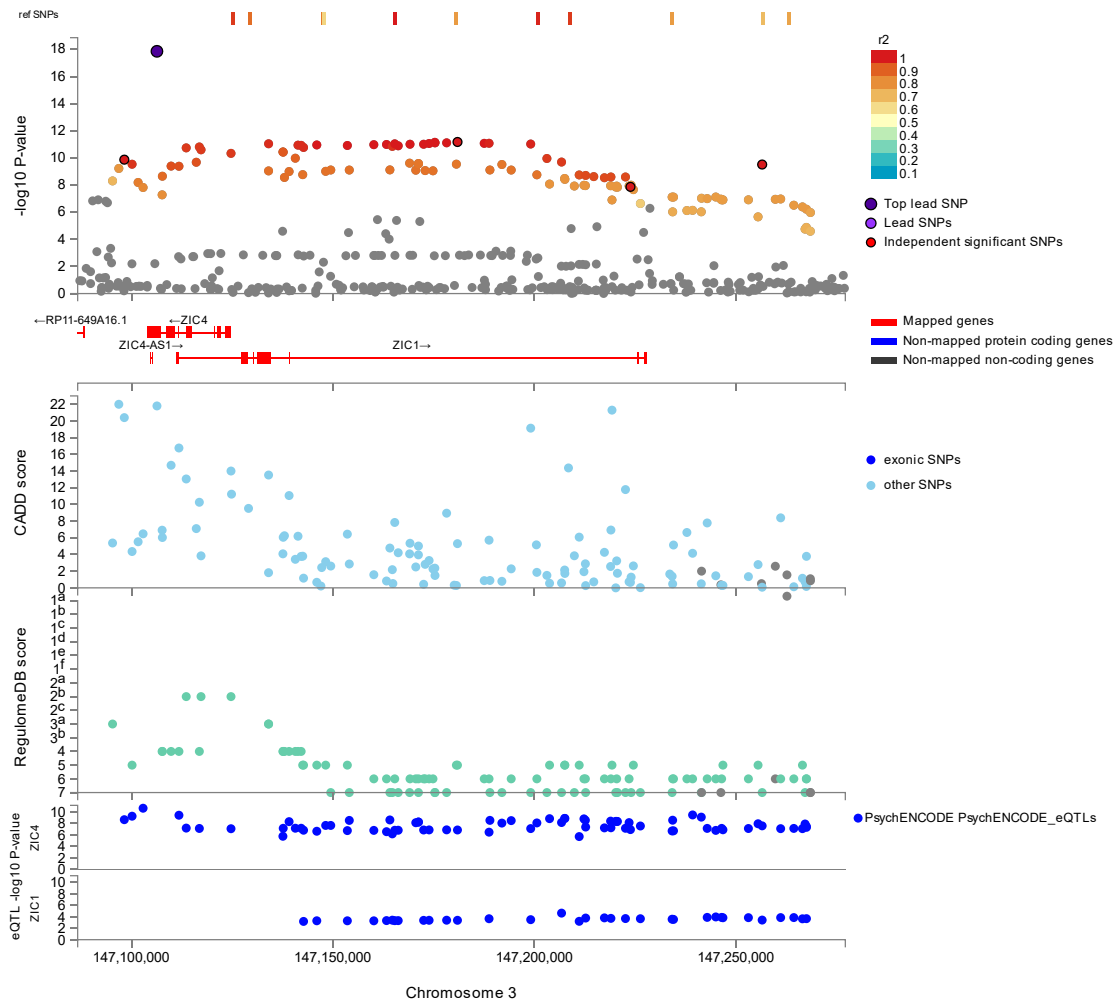 ref SNPs
18
16
14
12
10
8
6
4
2
0
-log10 P-value
r2
1
0.9
0.8
0.7
0.6
0.5
0.4
0.3
0.2
0.1
Top lead SNP
Lead SNPs
Independent significant SNPs
←RP11-649A16.1
←ZIC4
ZIC4-AS1→
ZIC1→
Mapped genes
Non-mapped protein coding genes
Non-mapped non-coding genes
22
20
18
16
14
12
10
8
6
4
2
0
CADD score
exonic SNPs
other SNPs
1a
1b
1c
1d
1e
1f
2a
2b
2c
3a
3b
4
5
6
7
RegulomeDB score
10
8
6
4
2
0
ZIC4
PsychENCODE PsychENCODE_eQTLs
eQTL -log10 P-value
10
8
6
4
2
0
ZIC1
147,100,000
147,150,000
147,200,000
147,250,000
Chromosome 3